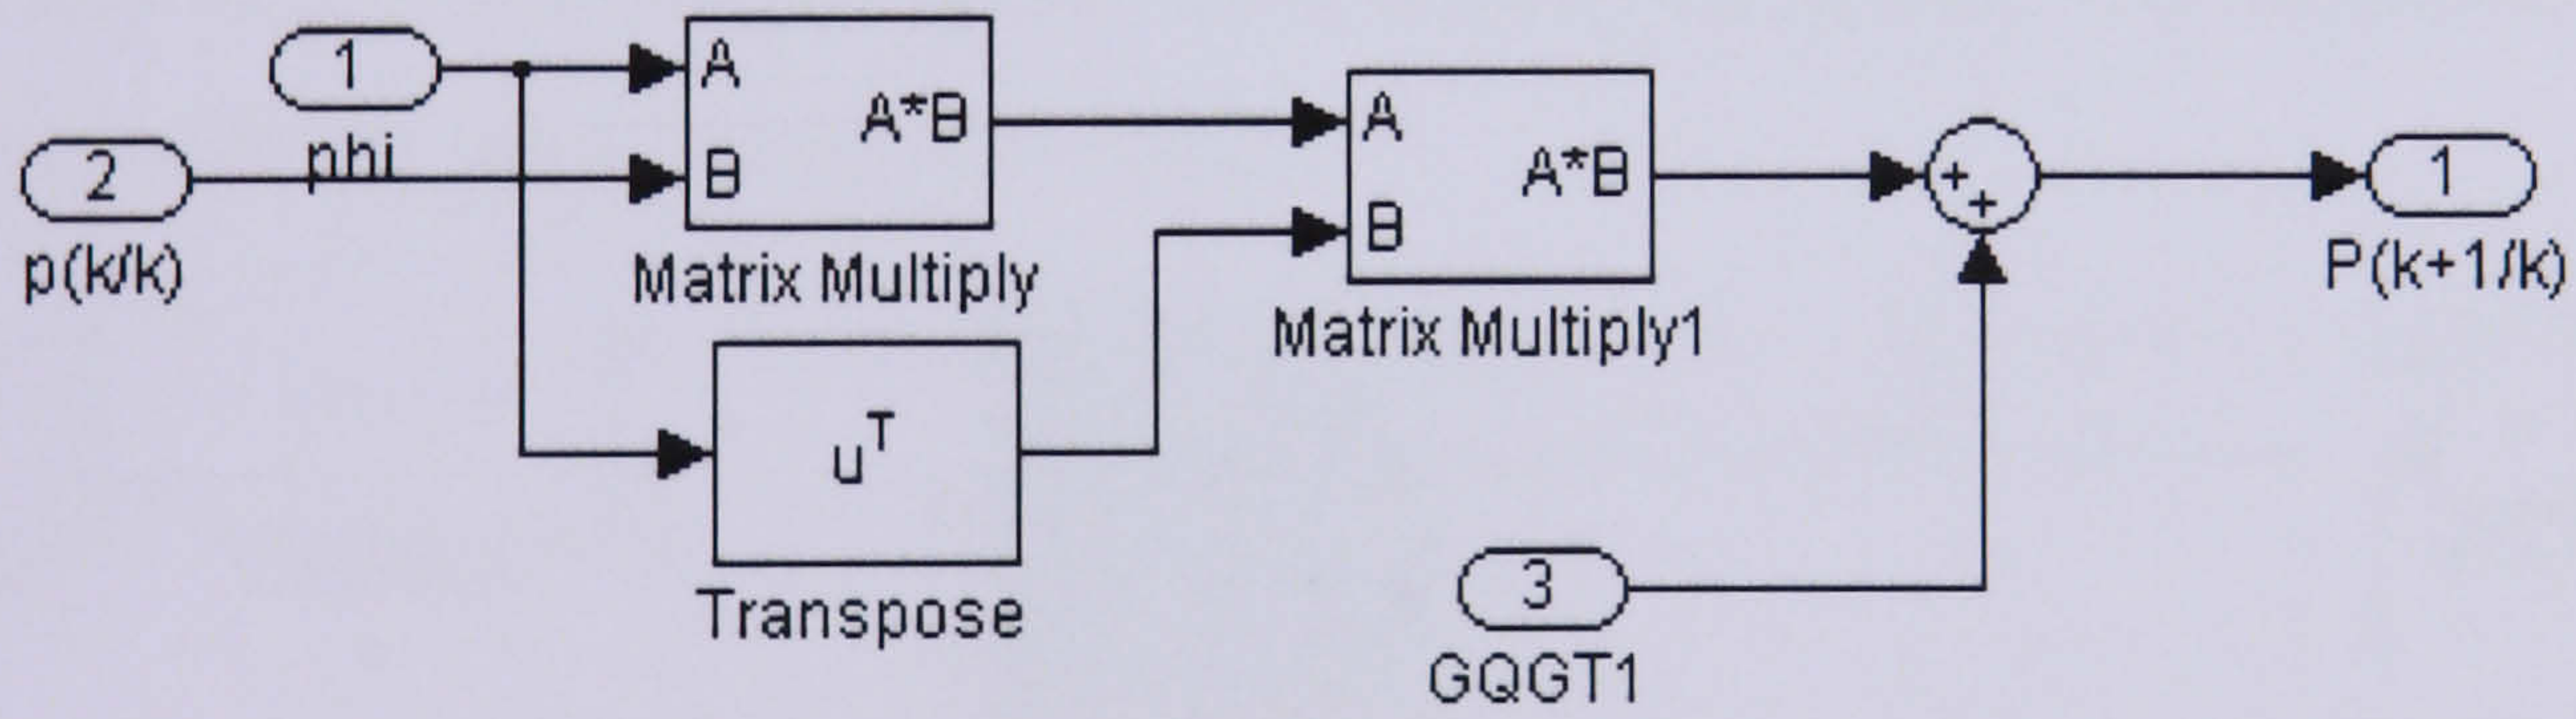 1
phi
2
p(k/k)
A
B
A*B
Matrix Multiply
u^T
Transpose
A
B
A*B
Matrix Multiply1
+
+
3
GQGT1
1
P(k+1/k)